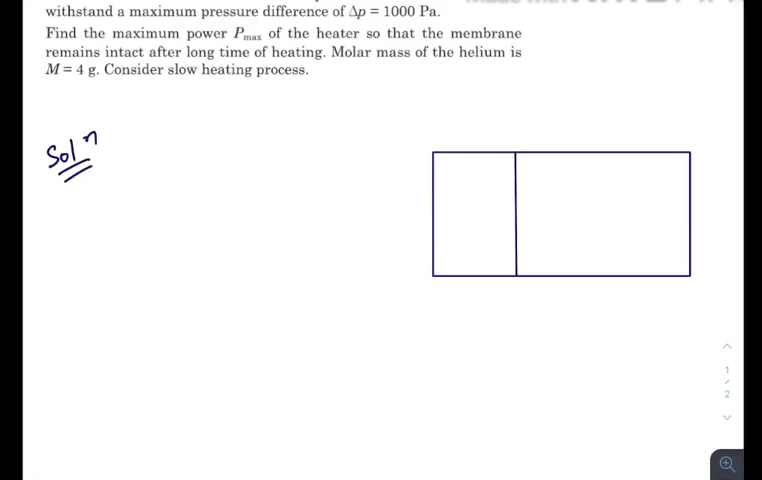 withstand a maximum pressure difference of Δp = 1000 Pa.
Find the maximum power Pmax of the heater so that the membrane
remains intact after long time of heating. Molar mass of the helium is
M = 4 g. Consider slow heating process.
Solⁿ
1
/
2